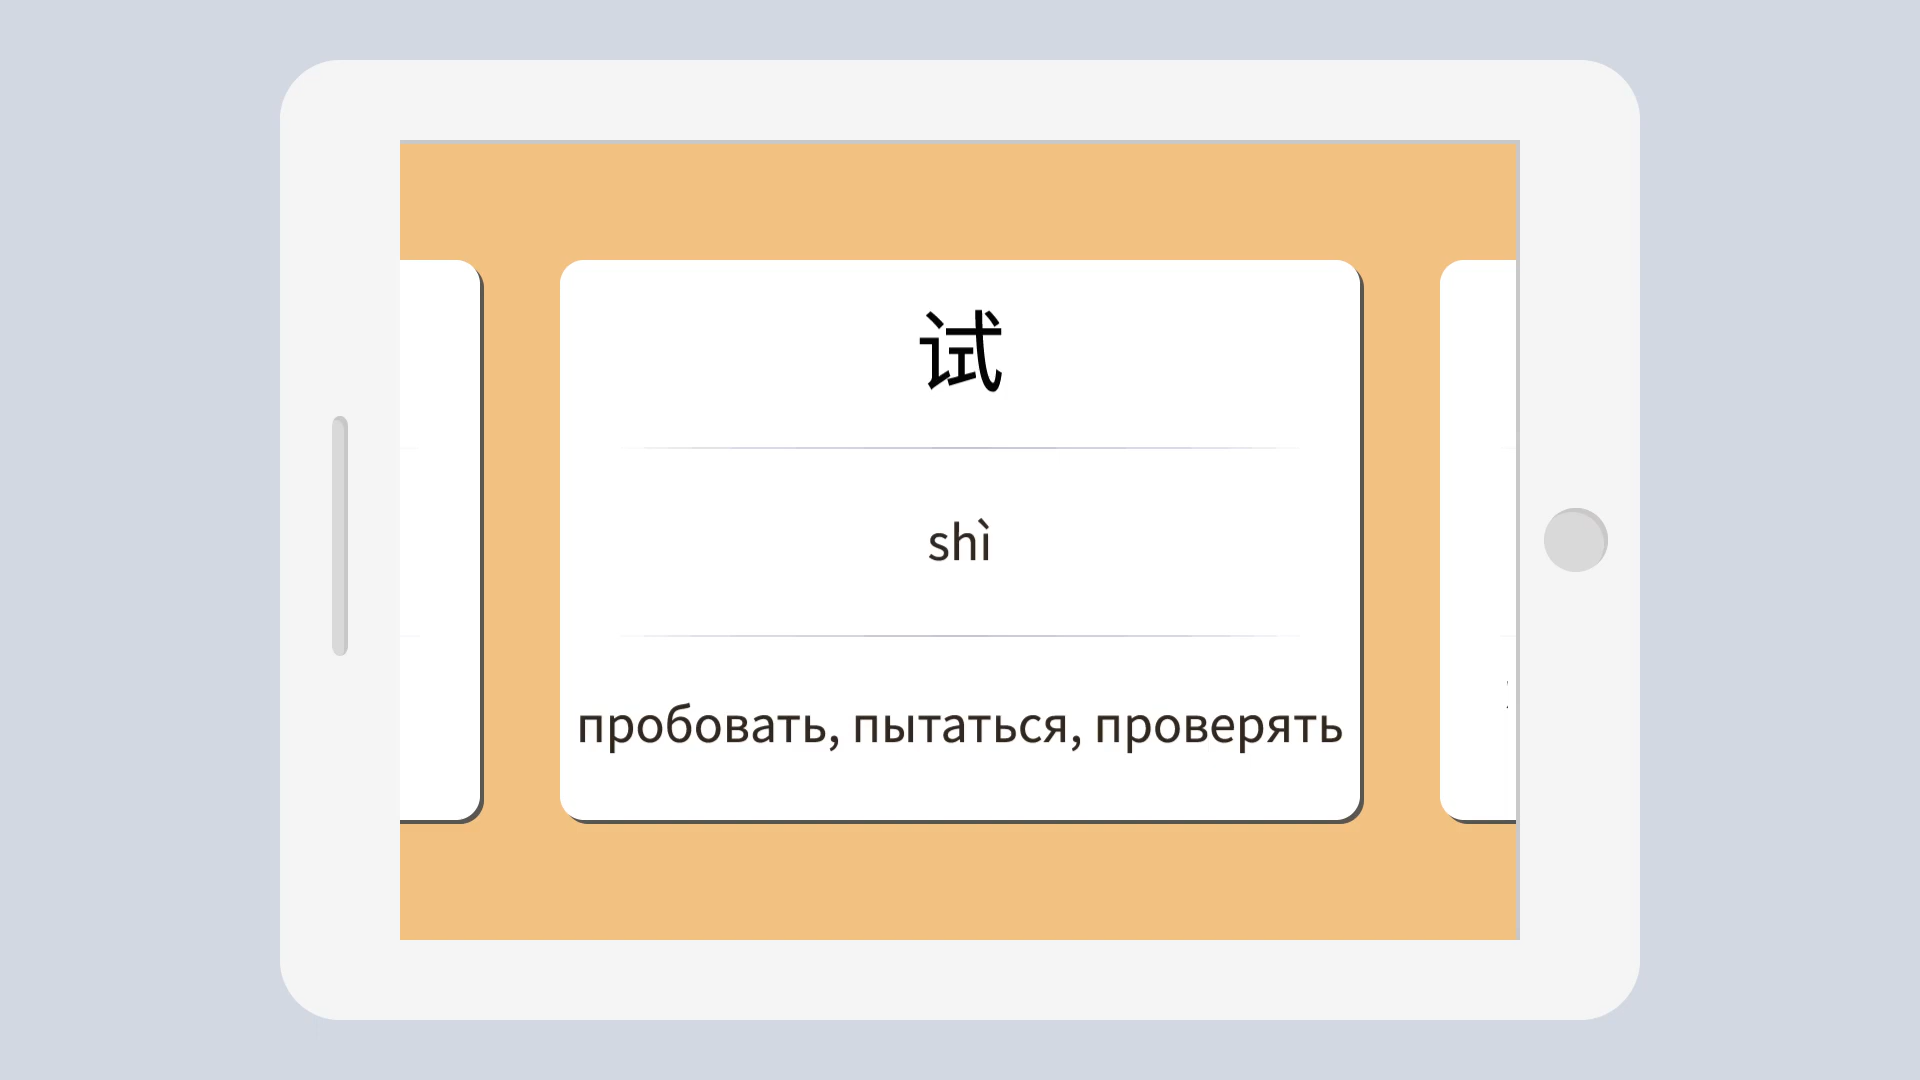 试
shì
пробовать, пытаться, проверять